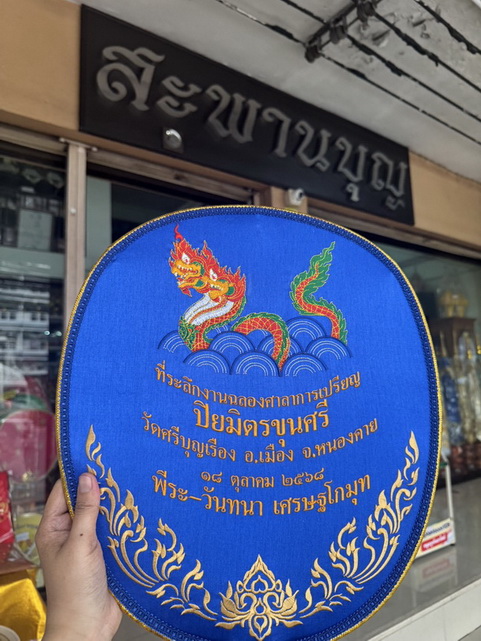 สะพานบุญ
ที่ระลึกงานฉลองศาลาการเปรียญ
ปิยมิตรขุนศรี
วัดศรีบุญเรือง อ.เมือง จ.หนองคาย
๑๘ ตุลาคม ๒๕๖๘
พีระ-วันทนา เศรษฐโกมุท